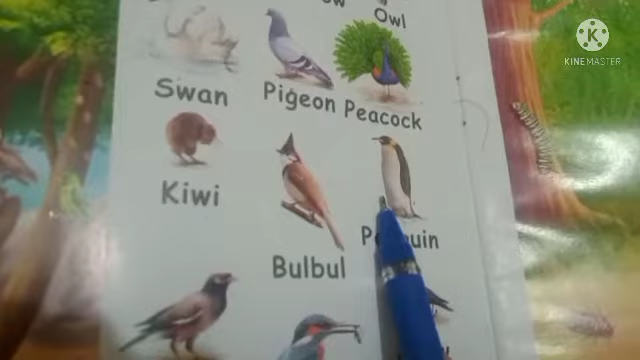 Owl
Swan
Pigeon
Peacock
Kiwi
Bulbul
K
KINEMASTER